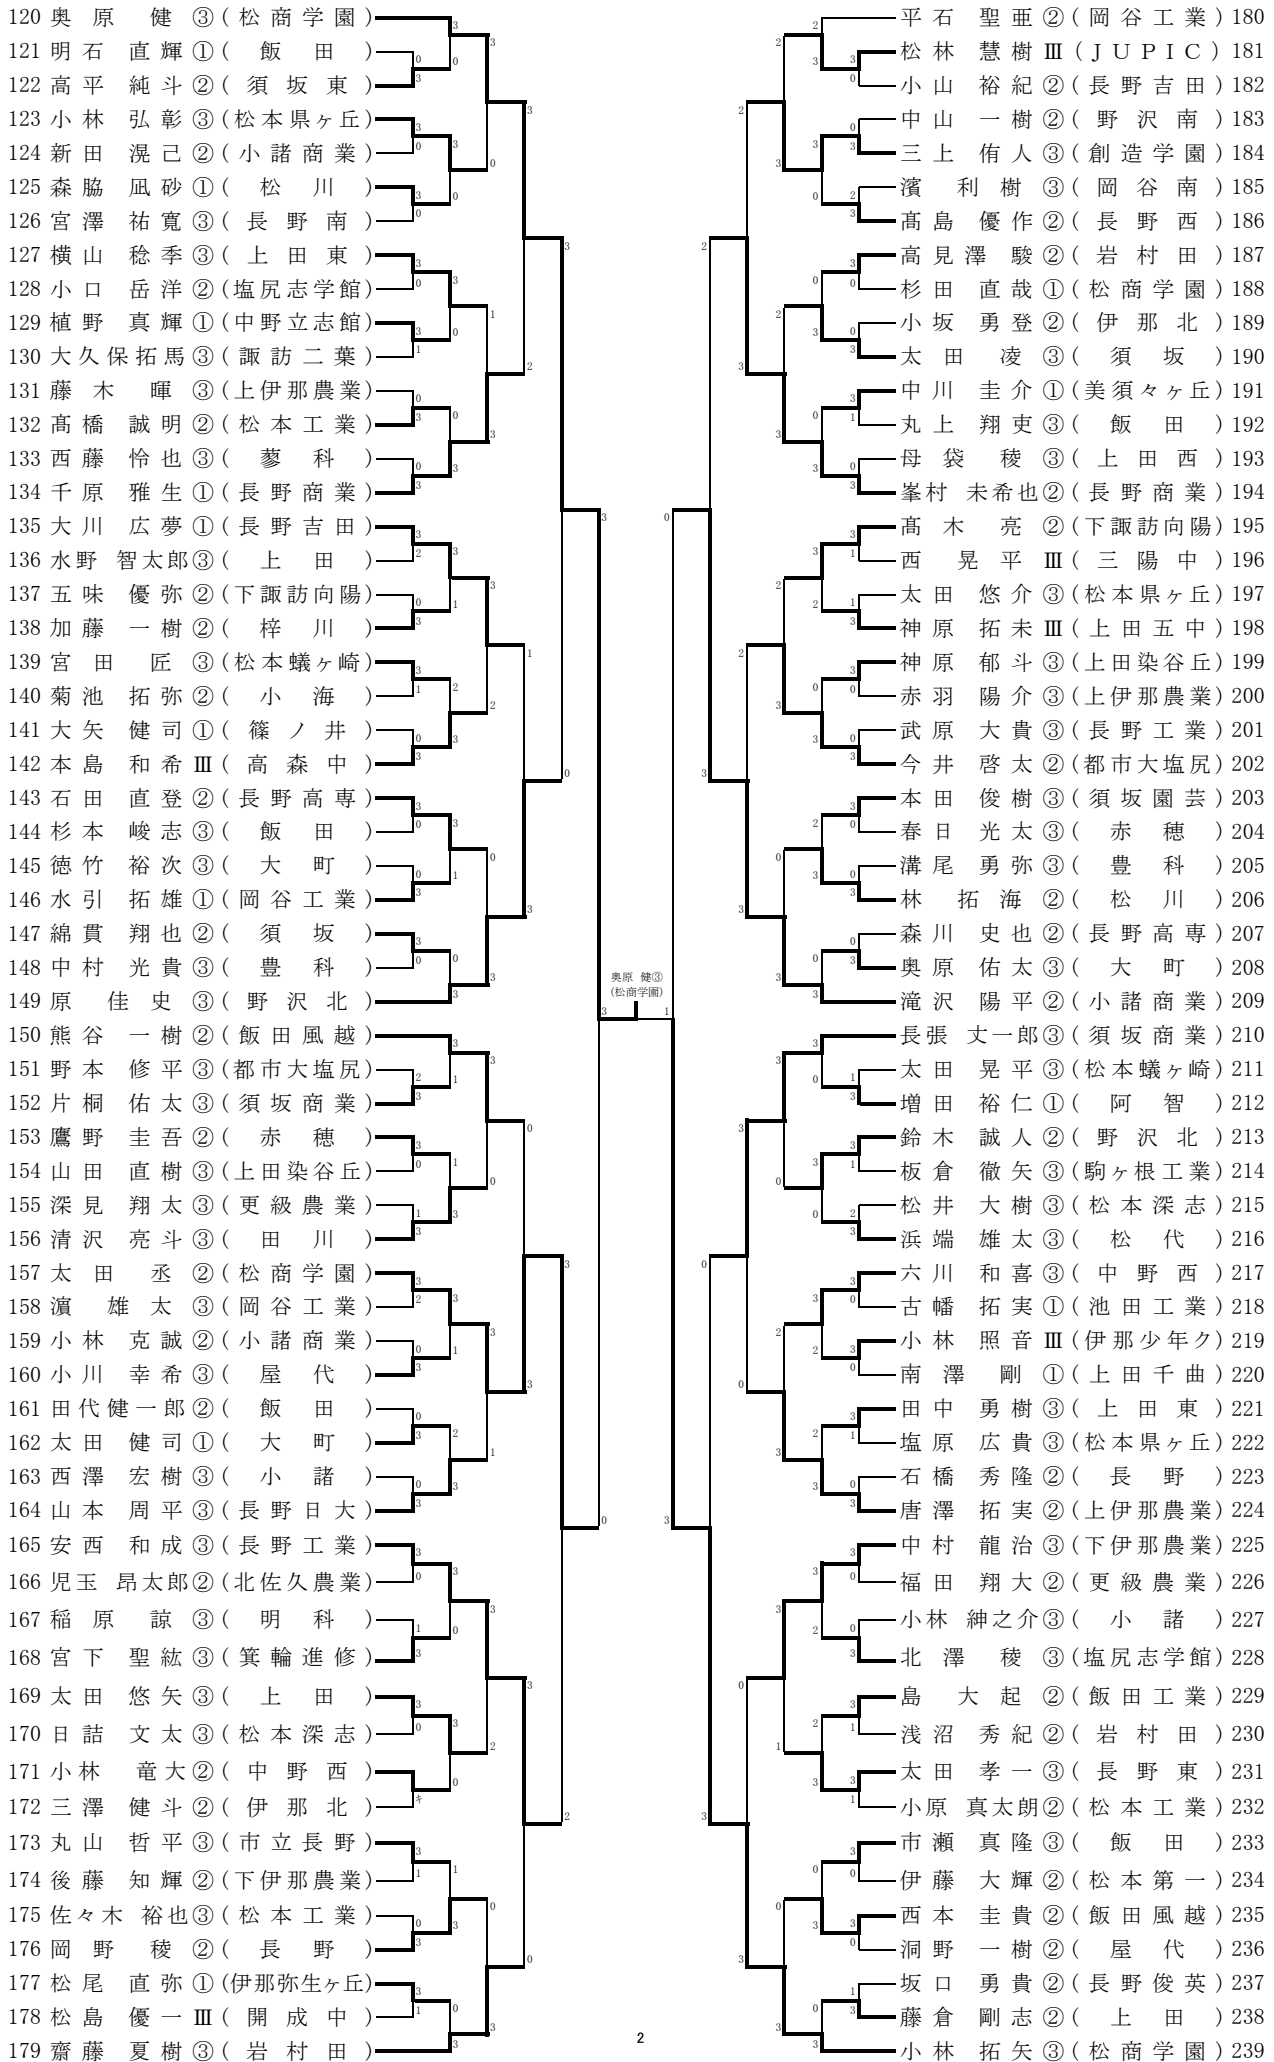 120 奥原 健 ③ (松商学園)
121 明石 直輝 ① (飯田)
122 高平 純斗 ② (須坂東)
123 小林 弘彰 ③ (松本県ヶ丘)
124 新田 滉己 ② (小諸商業)
125 森脇 凪砂 ① (松川)
126 宮澤 祐寛 ③ (長野南)
127 横山 稔季 ③ (上田東)
128 小口 岳洋 ② (塩尻志学館)
129 植野 真輝 ① (中野立志館)
130 大久保拓馬 ③ (諏訪二葉)
131 藤木 暉 ③ (上伊那農業)
132 髙橋 誠明 ② (松本工業)
133 西藤 怜也 ③ (蓼科)
134 千原 雅生 ① (長野商業)
135 大川 広夢 ① (長野吉田)
136 水野 智太郎 ③ (上田)
137 五味 優弥 ② (下諏訪向陽)
138 加藤 一樹 ② (梓川)
139 宮田 匠 ③ (松本蟻ヶ崎)
140 菊池 拓弥 ② (小海)
141 大矢 健司 ① (篠ノ井)
142 本島 和希 Ⅲ (高森中)
143 石田 直登 ② (長野高専)
144 杉本 峻志 ③ (飯田)
145 徳竹 裕次 ③ (大町)
146 水引 拓雄 ① (岡谷工業)
147 綿貫 翔也 ② (須坂)
148 中村 光貴 ③ (豊科)
149 原 佳史 ③ (野沢北)
150 熊谷 一樹 ② (飯田風越)
151 野本 修平 ③ (都市大塩尻)
152 片桐 佑太 ③ (須坂商業)
153 鷹野 圭吾 ② (赤穂)
154 山田 直樹 ③ (上田染谷丘)
155 深見 翔太 ③ (更級農業)
156 清沢 亮斗 ③ (田川)
157 太田 丞 ② (松商学園)
158 濵 雄太 ③ (岡谷工業)
159 小林 克誠 ② (小諸商業)
160 小川 幸希 ③ (屋代)
161 田代健一郎 ② (飯田)
162 太田 健司 ① (大町)
163 西澤 宏樹 ③ (小諸)
164 山本 周平 ③ (長野日大)
165 安西 和成 ③ (長野工業)
166 児玉 昂太郎 ② (北佐久農業)
167 稲原 諒 ③ (明科)
168 宮下 聖紘 ③ (箕輪進修)
169 太田 悠矢 ③ (上田)
170 日詰 文太 ③ (松本深志)
171 小林 竜大 ② (中野西)
172 三澤 健斗 ② (伊那北)
173 丸山 哲平 ③ (市立長野)
174 後藤 知輝 ② (下伊那農業)
175 佐々木 裕也 ③ (松本工業)
176 岡野 稜 ② (長野)
177 松尾 直弥 ① (伊那弥生ヶ丘)
178 松島 優一 Ⅲ (開成中)
179 齋藤 夏樹 ③ (岩村田)
奥原 健③
(松商学園)
平石 聖亜 ② (岡谷工業) 180
松林 慧樹 Ⅲ (JUPIC) 181
小山 裕紀 ② (長野吉田) 182
中山 一樹 ② (野沢南) 183
三上 侑人 ③ (創造学園) 184
濱 利樹 ③ (岡谷南) 185
髙島 優作 ② (長野西) 186
高見澤 駿 ② (岩村田) 187
杉田 直哉 ① (松商学園) 188
小坂 勇登 ② (伊那北) 189
太田 凌 ③ (須坂) 190
中川 圭介 ① (美須々ヶ丘) 191
丸上 翔吏 ③ (飯田) 192
母袋 稜 ③ (上田西) 193
峯村 未希也 ② (長野商業) 194
髙木 亮 ② (下諏訪向陽) 195
西 晃平 Ⅲ (三陽中) 196
太田 悠介 ③ (松本県ヶ丘) 197
神原 拓未 Ⅲ (上田五中) 198
神原 郁斗 ③ (上田染谷丘) 199
赤羽 陽介 ③ (上伊那農業) 200
武原 大貴 ③ (長野工業) 201
今井 啓太 ② (都市大塩尻) 202
本田 俊樹 ③ (須坂園芸) 203
春日 光太 ③ (赤穂) 204
溝尾 勇弥 ③ (豊科) 205
林 拓海 ② (松川) 206
森川 史也 ② (長野高専) 207
奥原 佑太 ③ (大町) 208
滝沢 陽平 ② (小諸商業) 209
長張 丈一郎 ③ (須坂商業) 210
太田 晃平 ③ (松本蟻ヶ崎) 211
増田 裕仁 ① (阿智) 212
鈴木 誠人 ② (野沢北) 213
板倉 徹矢 ③ (駒ヶ根工業) 214
松井 大樹 ③ (松本深志) 215
浜端 雄太 ③ (松代) 216
六川 和喜 ③ (中野西) 217
古幡 拓実 ① (池田工業) 218
小林 照音 Ⅲ (伊那少年ク) 219
南澤 剛 ① (上田千曲) 220
田中 勇樹 ③ (上田東) 221
塩原 広貴 ③ (松本県ヶ丘) 222
石橋 秀隆 ② (長野) 223
唐澤 拓実 ② (上伊那農業) 224
中村 龍治 ③ (下伊那農業) 225
福田 翔大 ② (更級農業) 226
小林 紳之介 ③ (小諸) 227
北澤 稜 ③ (塩尻志学館) 228
島 大起 ② (飯田工業) 229
浅沼 秀紀 ② (岩村田) 230
太田 孝一 ③ (長野東) 231
小原 真太朗 ② (松本工業) 232
市瀬 真隆 ③ (飯田) 233
伊藤 大輝 ② (松本第一) 234
西本 圭貴 ② (飯田風越) 235
洞野 一樹 ② (屋代) 236
坂口 勇貴 ② (長野俊英) 237
藤倉 剛志 ② (上田) 238
小林 拓矢 ③ (松商学園) 239
2